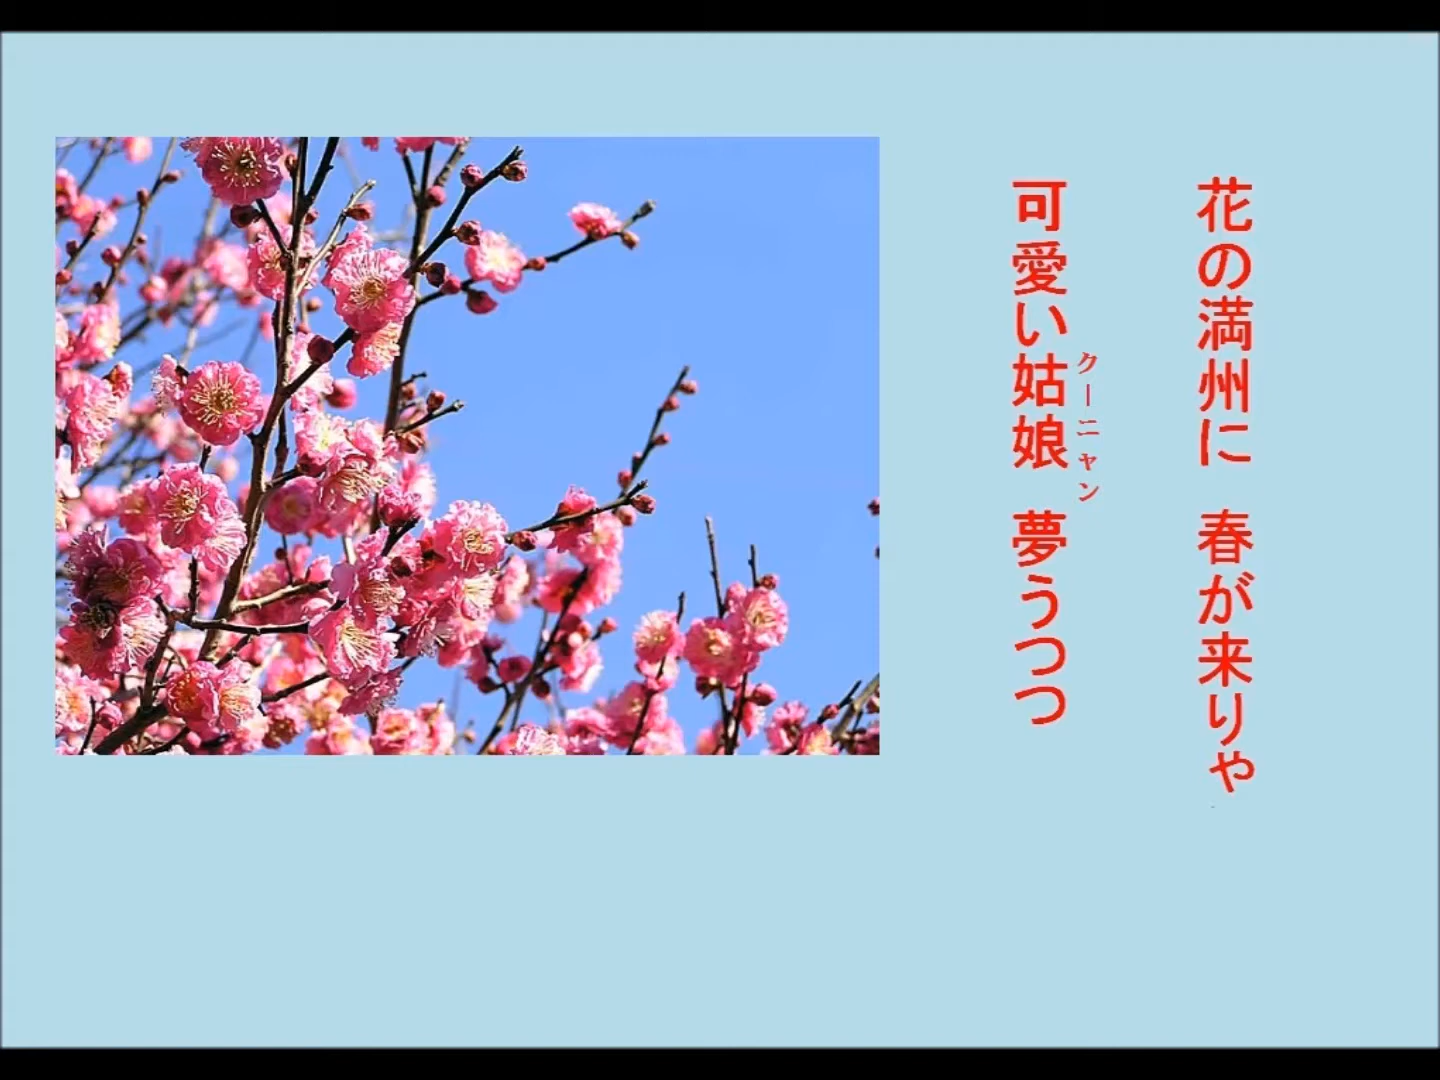 花の満州に 春が来りゃ
可愛い姑娘 夢うつつ
クーニャン